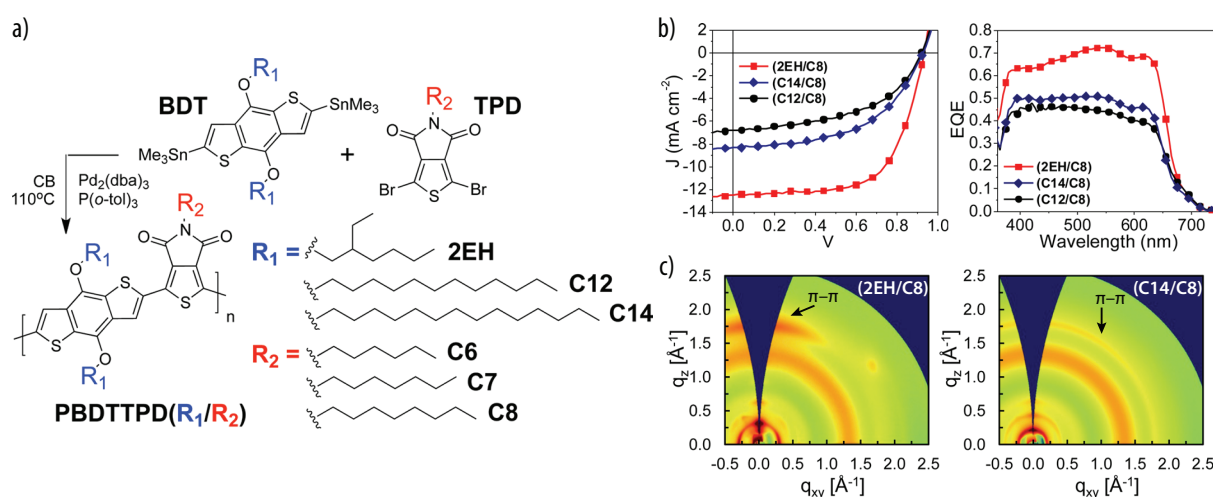 a)
R1
O
BDT
S
SnMe3
Me3Sn
S
O
R1
+
R2
TPD
N
O
O
Br
S
Br
CB
110ºC
Pd2(dba)3
P(o-tol)3
R1
O
S
S
O
R1
R2
N
O
O
S
n
PBDTTPD(R1/R2)
R1 =
2EH
C12
C14
R2 =
C6
C7
C8
b)
J (mA cm-2)
2
0
-2
-4
-6
-8
-10
-12
-14
(2EH/C8)
(C14/C8)
(C12/C8)
0.0
0.2
0.4
0.6
0.8
1.0
V
EQE
0.8
0.7
0.6
0.5
0.4
0.3
0.2
0.1
0.0
(2EH/C8)
(C14/C8)
(C12/C8)
400
500
600
700
Wavelength (nm)
c)
(2EH/C8)
π–π
qz [Å-1]
2.5
2.0
1.5
1.0
0.5
0.0
-0.5
0.0
0.5
1.0
1.5
2.0
2.5
qxy [Å-1]
(C14/C8)
π–π
qz [Å-1]
2.5
2.0
1.5
1.0
0.5
0.0
-0.5
0.0
0.5
1.0
1.5
2.0
2.5
qxy [Å-1]